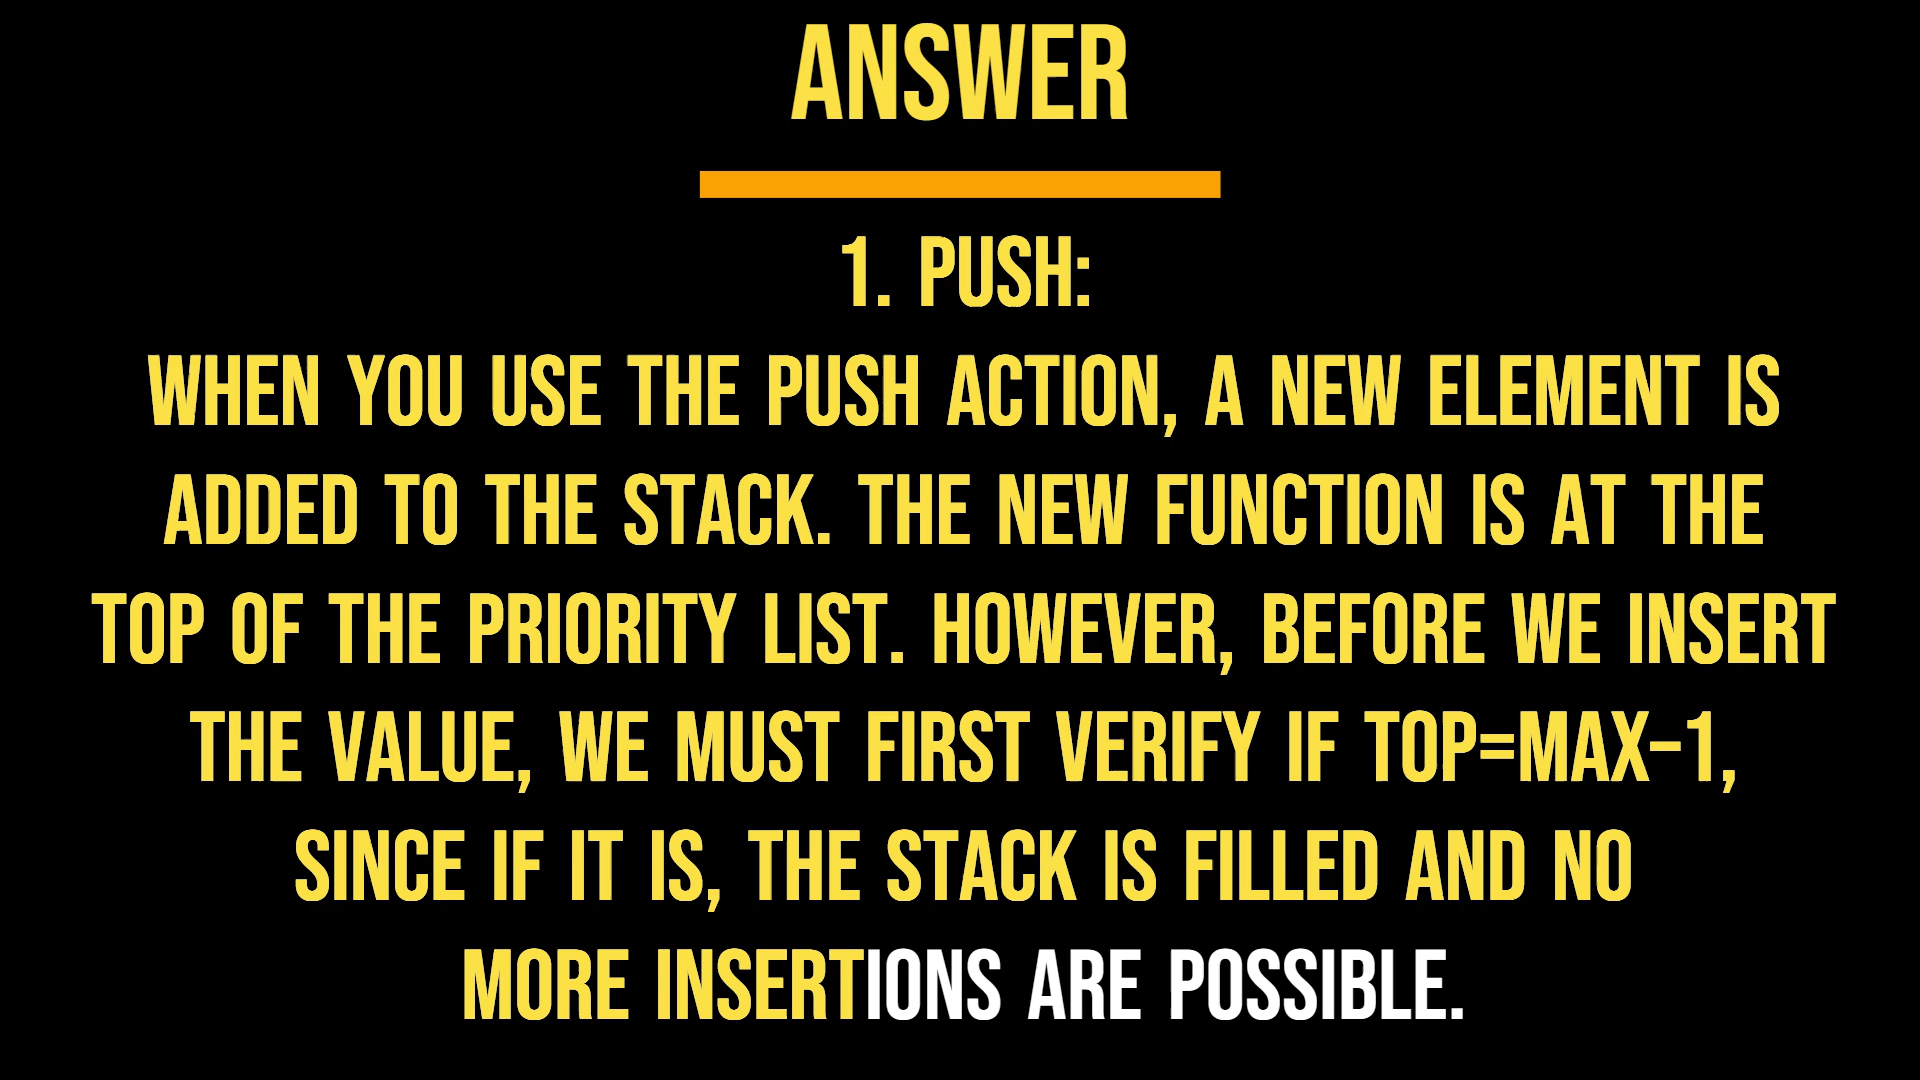 ANSWER
1. PUSH:
WHEN YOU USE THE PUSH ACTION, A NEW ELEMENT IS
ADDED TO THE STACK. THE NEW FUNCTION IS AT THE
TOP OF THE PRIORITY LIST. HOWEVER, BEFORE WE INSERT
THE VALUE, WE MUST FIRST VERIFY IF TOP=MAX–1,
SINCE IF IT IS, THE STACK IS FILLED AND NO
MORE INSERTIONS ARE POSSIBLE.